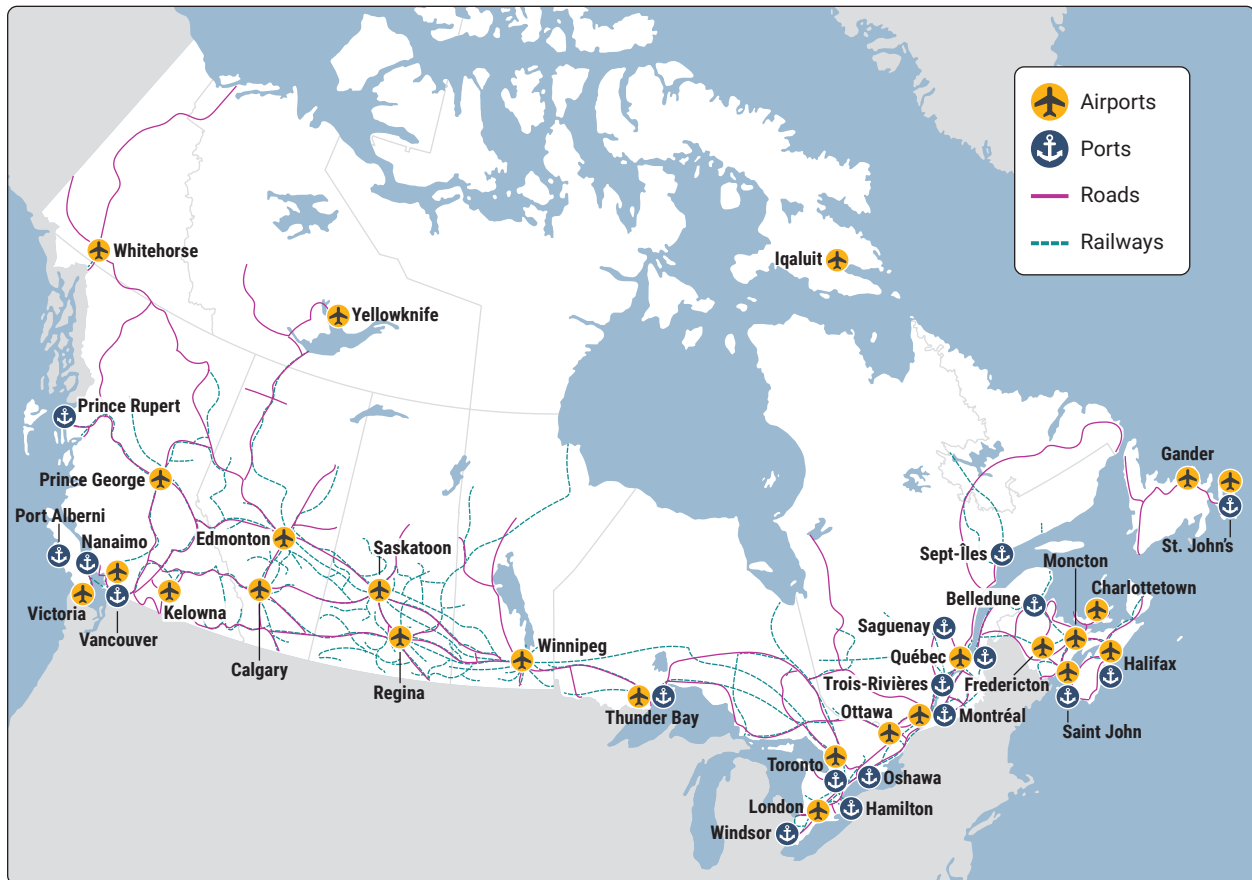 Airports
Ports
Roads
Railways
Whitehorse
Iqaluit
Yellowknife
Prince Rupert
Prince George
Gander
Port Alberni
Nanaimo
Edmonton
Saskatoon
St. John's
Sept-Îles
Moncton
Charlottetown
Belledune
Victoria
Kelowna
Vancouver
Saguenay
Calgary
Winnipeg
Québec
Halifax
Regina
Trois-Rivières
Fredericton
Thunder Bay
Ottawa
Montréal
Saint John
Toronto
Oshawa
London
Hamilton
Windsor